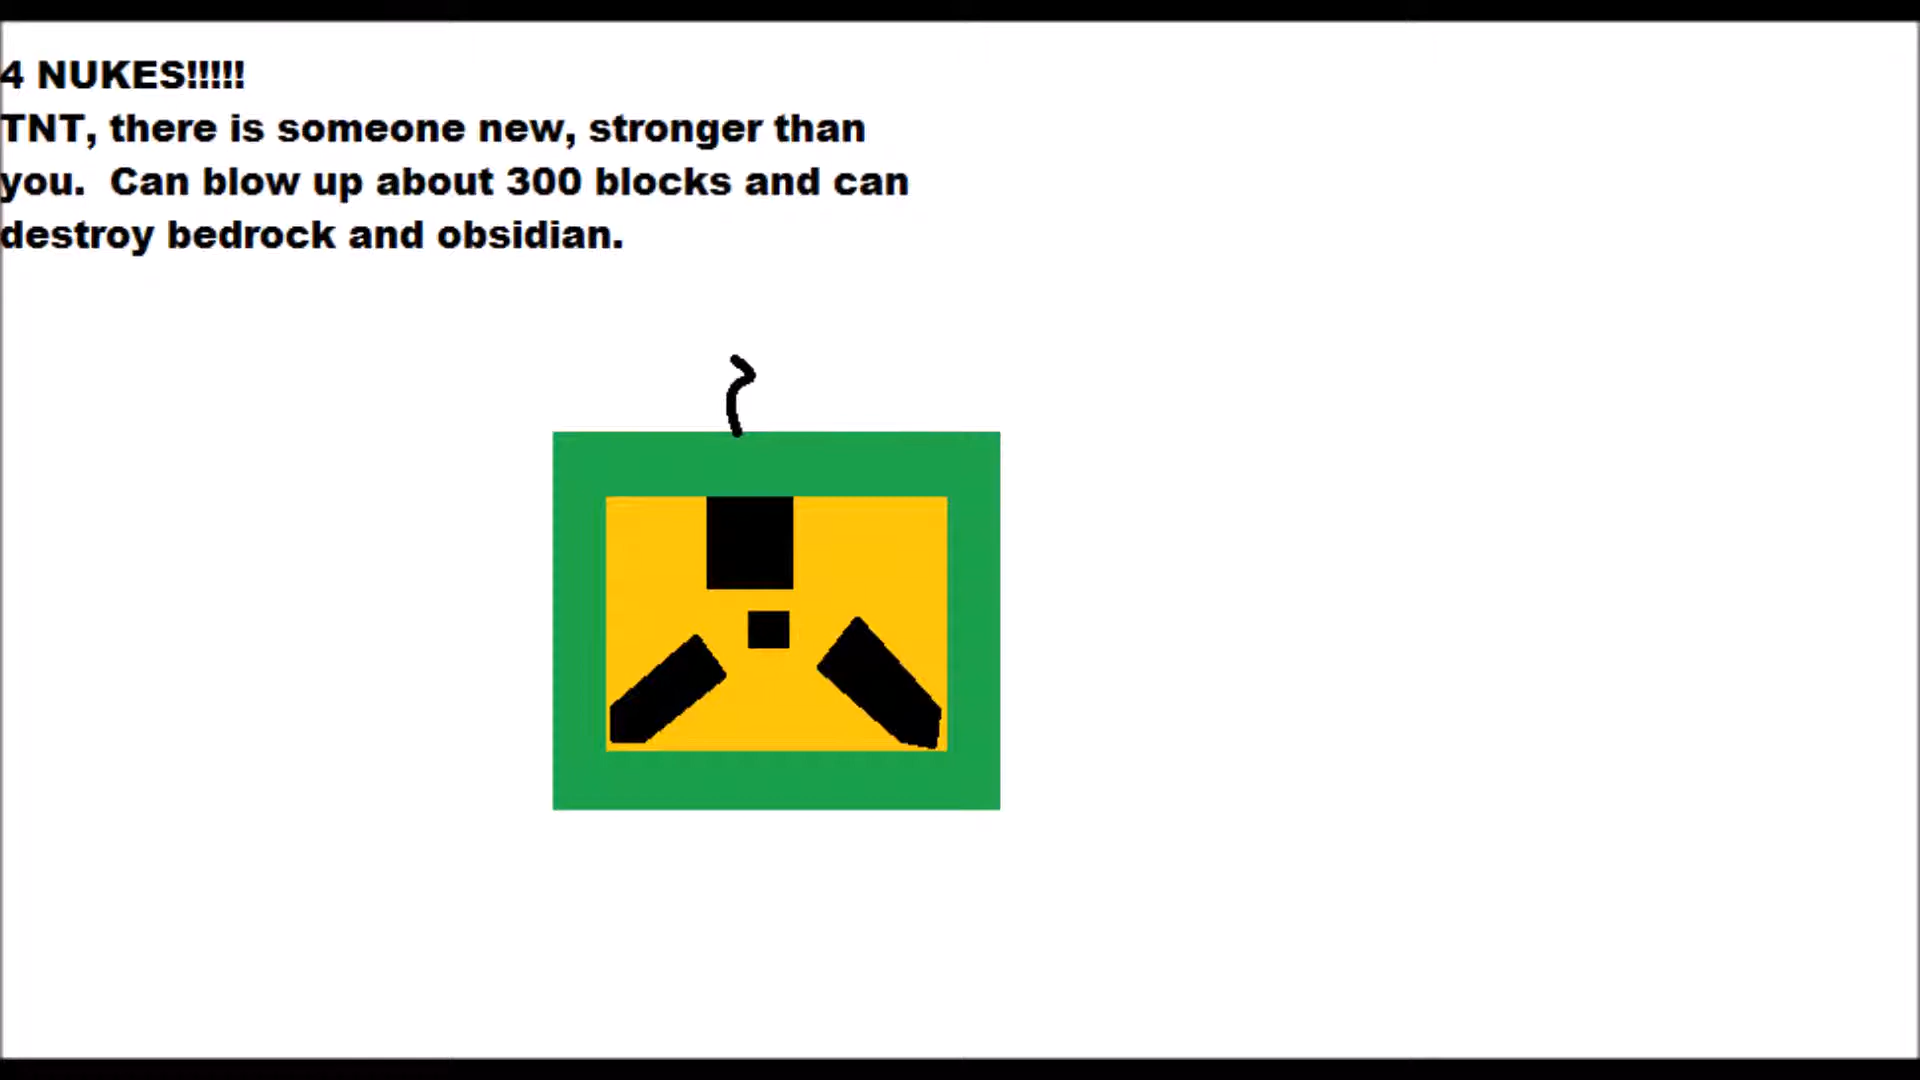 4 NUKES!!!!!
TNT, there is someone new, stronger than
you.  Can blow up about 300 blocks and can
destroy bedrock and obsidian.